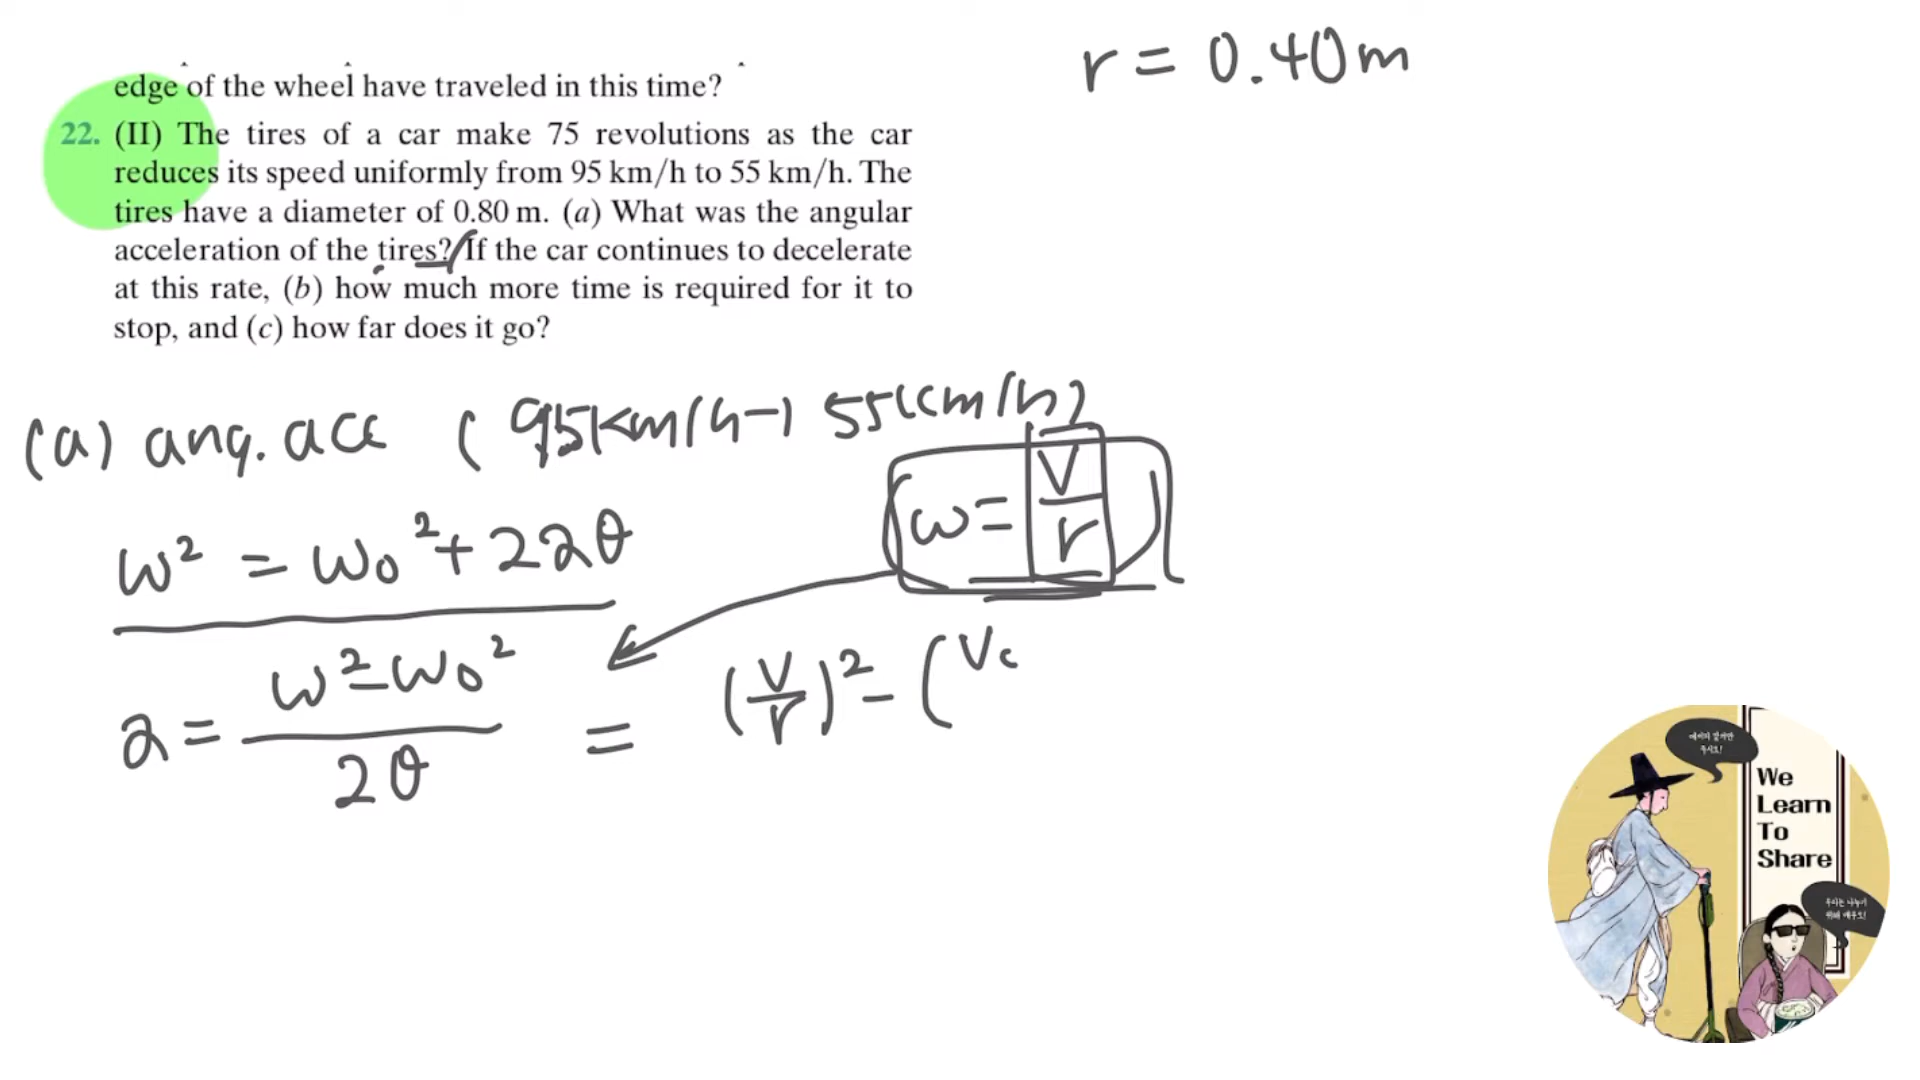 r = 0.40m
edge of the wheel have traveled in this time?
22. (II) The tires of a car make 75 revolutions as the car
reduces its speed uniformly from 95 km/h to 55 km/h. The
tires have a diameter of 0.80 m. (a) What was the angular
acceleration of the tires? If the car continues to decelerate
at this rate, (b) how much more time is required for it to
stop, and (c) how far does it go?
(a) ang. acc ( 95km/h → 55km/h)
ω = v/r
ω² = ω0² + 2αθ
α = ω² - ω0² / 2θ = (v/r)² - (v
We
Learn
To
Share